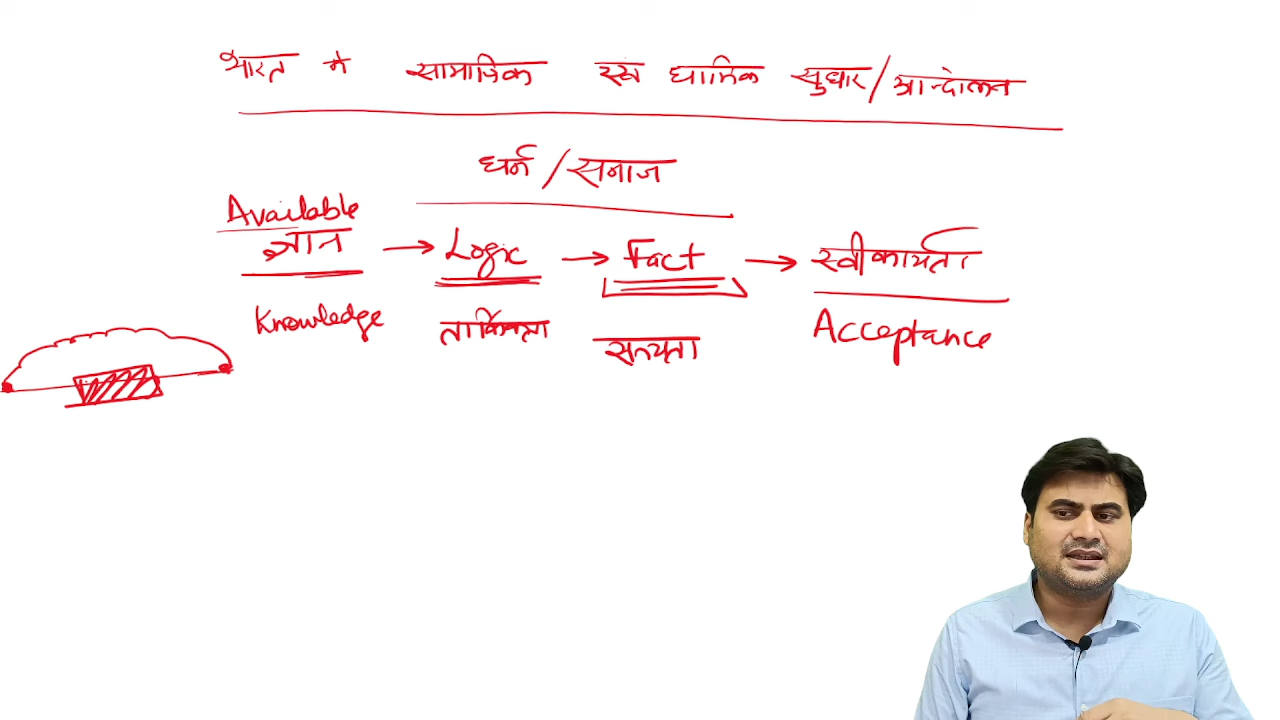 भारत में सामाजिक एवं धार्मिक सुधार/आन्दोलन
धर्म/समाज
Available
ज्ञान → Logic → Fact → स्वीकार्यता
Knowledge तार्किकता सत्यता Acceptance